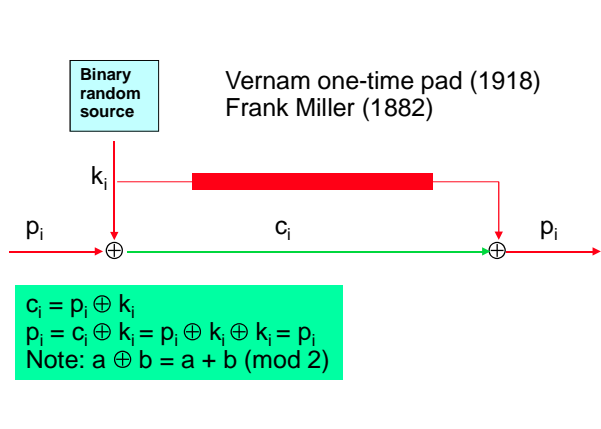 Binary
random
source
Vernam one-time pad (1918)
Frank Miller (1882)
kᵢ
pᵢ
cᵢ
pᵢ
⊕
⊕
cᵢ = pᵢ ⊕ kᵢ
pᵢ = cᵢ ⊕ kᵢ = pᵢ ⊕ kᵢ ⊕ kᵢ = pᵢ
Note: a ⊕ b = a + b (mod 2)